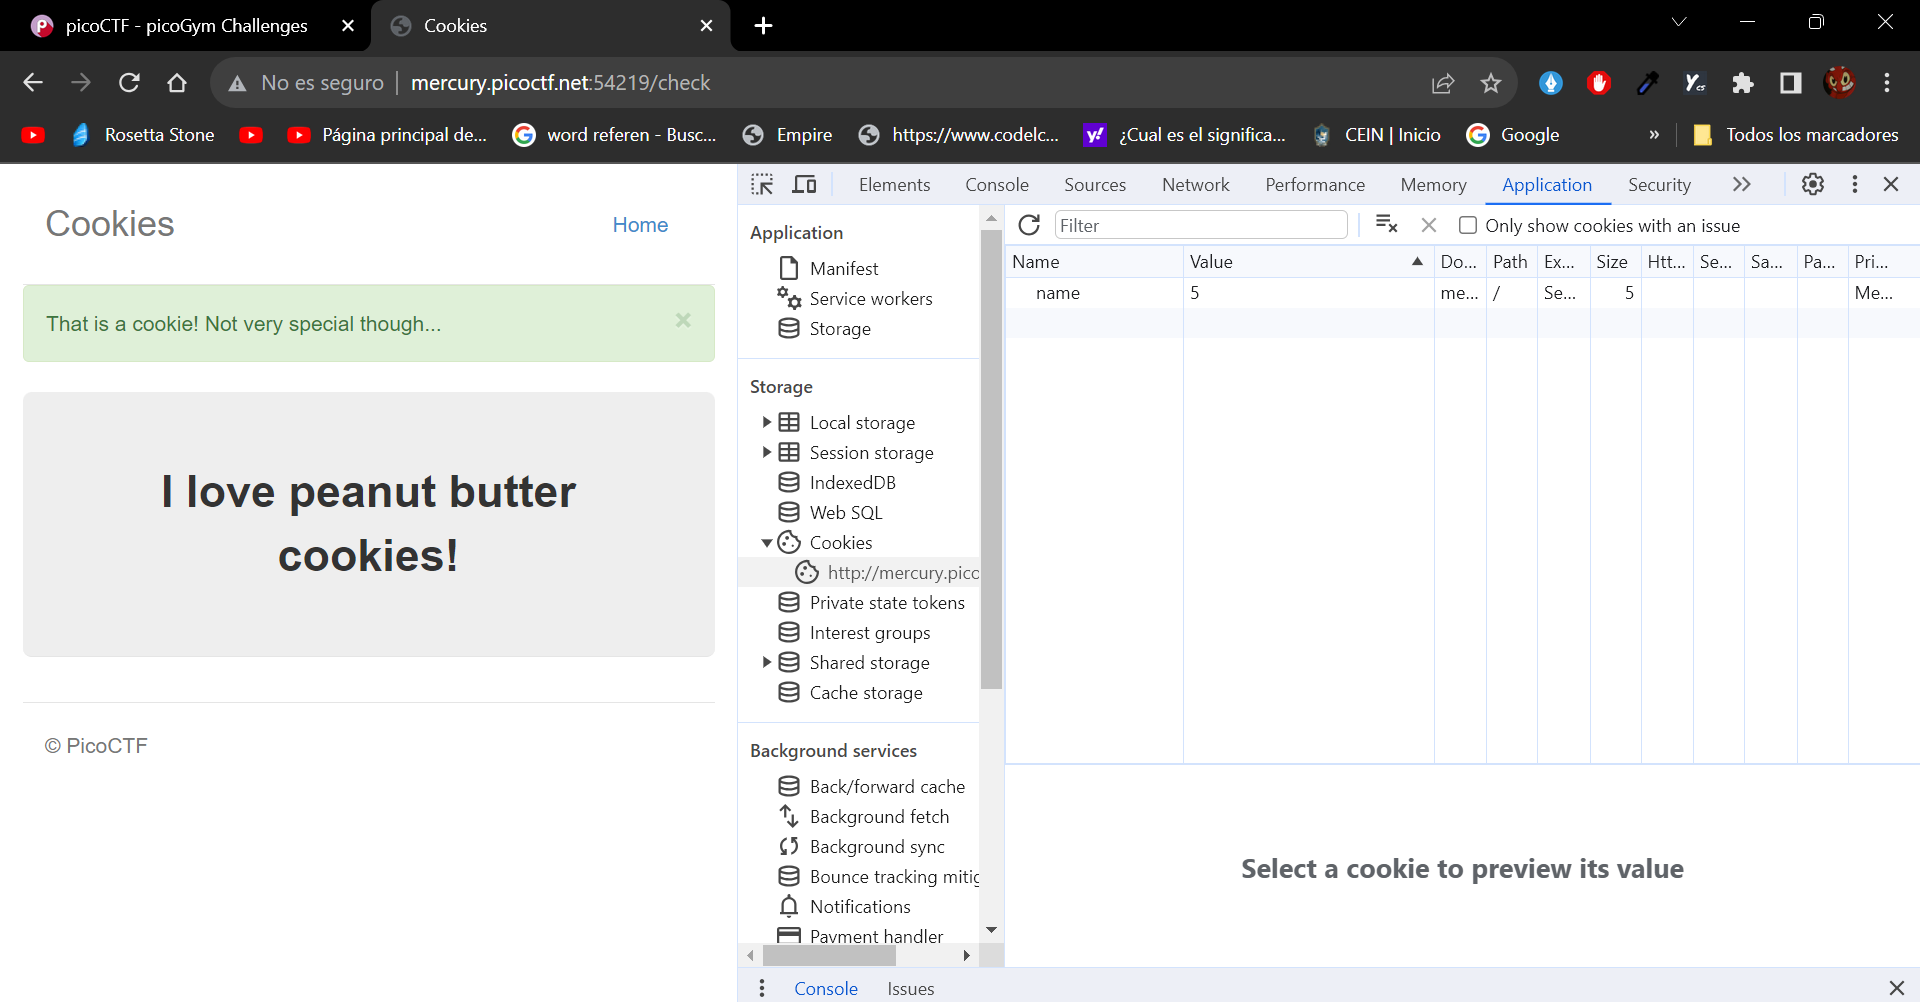 picoCTF - picoGym Challenges
Cookies
No es seguro
mercury.picoctf.net:54219/check
Rosetta Stone
Página principal de...
word referen - Busc...
Empire
https://www.codelc...
¿Cual es el significa...
CEIN | Inicio
Google
»
Todos los marcadores
Cookies
Home
That is a cookie! Not very special though...
×
I love peanut butter
cookies!
© PicoCTF
Elements
Console
Sources
Network
Performance
Memory
Application
Security
Application
Manifest
Service workers
Storage
Storage
Local storage
Session storage
IndexedDB
Web SQL
Cookies
http://mercury.pico
Private state tokens
Interest groups
Shared storage
Cache storage
Background services
Back/forward cache
Background fetch
Background sync
Bounce tracking mitig
Notifications
Payment handler
Filter
Only show cookies with an issue
Name Value Do... Path Ex... Size Htt... Se... Sa... Pa... Pri...
name 5 me... / Se... 5 Me...
Select a cookie to preview its value
Console
Issues